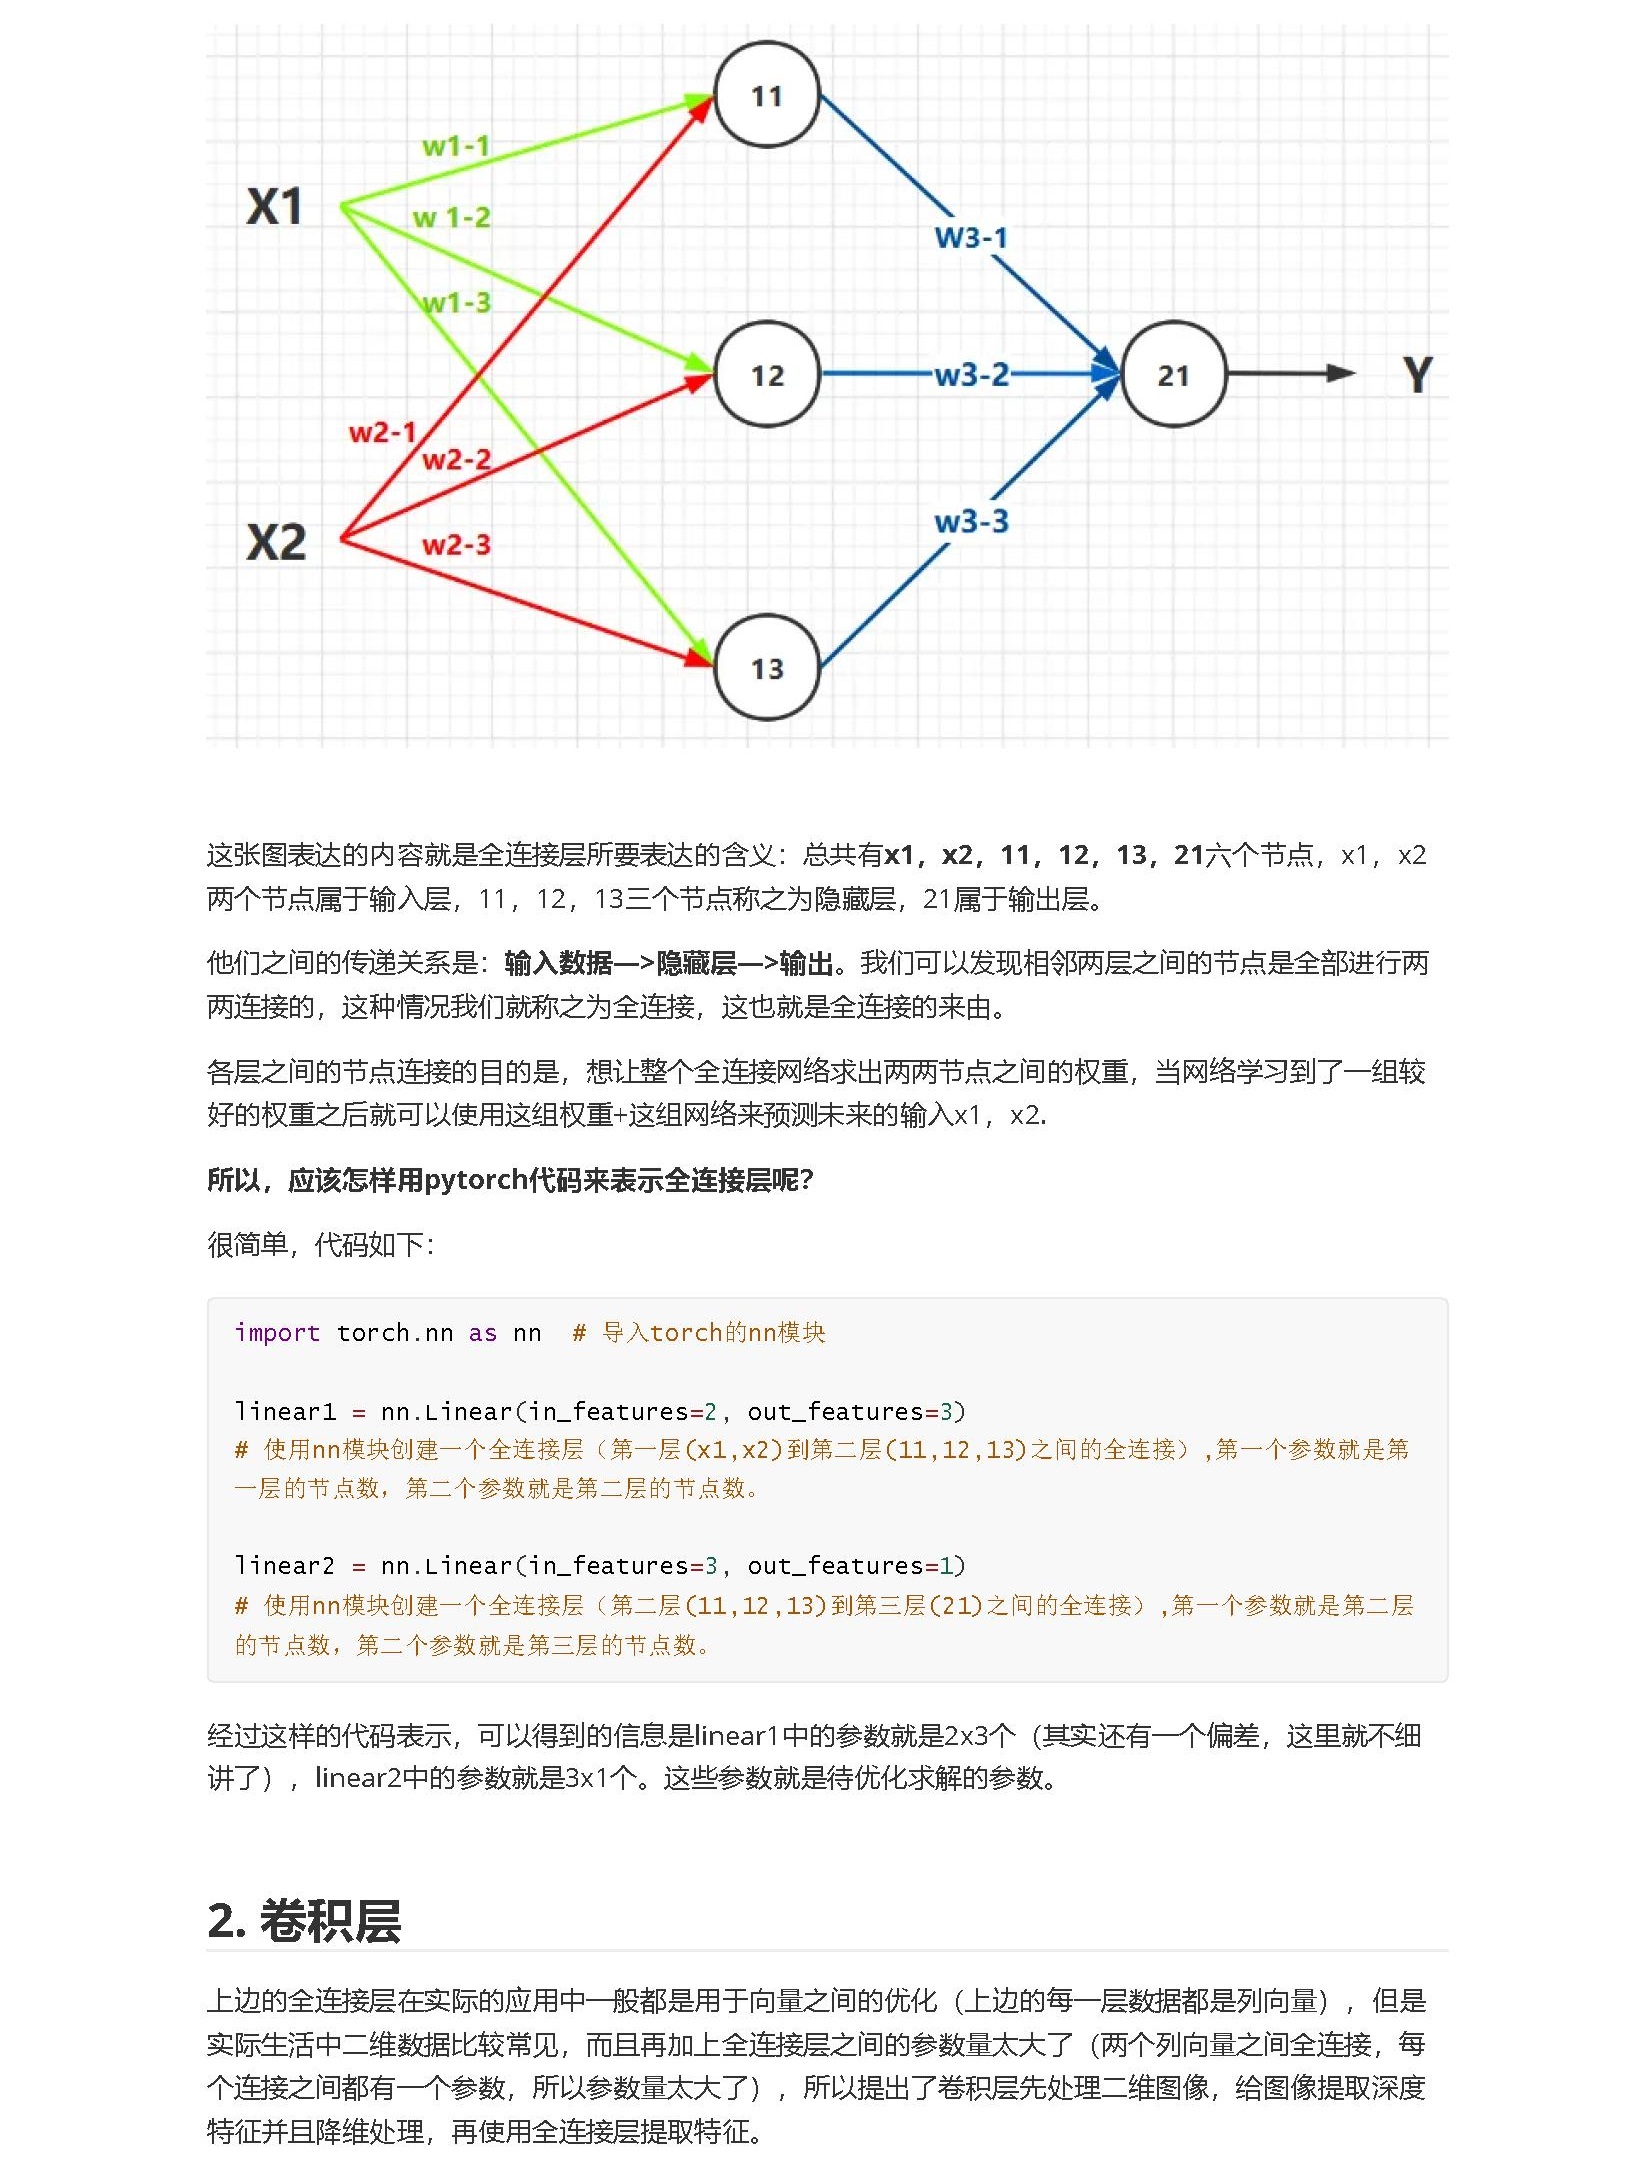 11
w1-1
X1
w 1-2
W3-1
w1-3
12
w3-2
21
Y
w2-1
w2-2
w3-3
X2
w2-3
13
这张图表达的内容就是全连接层所要表达的含义：总共有x1，x2，11，12，13，21六个节点，x1，x2
两个节点属于输入层，11，12，13三个节点称之为隐藏层，21属于输出层。
他们之间的传递关系是：输入数据—>隐藏层—>输出。我们可以发现相邻两层之间的节点是全部进行两
两连接的，这种情况我们就称之为全连接，这也就是全连接的来由。
各层之间的节点连接的目的是，想让整个全连接网络求出两两节点之间的权重，当网络学习到了一组较
好的权重之后就可以使用这组权重+这组网络来预测未来的输入x1，x2.
所以，应该怎样用pytorch代码来表示全连接层呢？
很简单，代码如下：
import torch.nn as nn  # 导入torch的nn模块
linear1 = nn.Linear(in_features=2, out_features=3)
# 使用nn模块创建一个全连接层（第一层(x1,x2)到第二层(11,12,13)之间的全连接）,第一个参数就是第
一层的节点数，第二个参数就是第二层的节点数。
linear2 = nn.Linear(in_features=3, out_features=1)
# 使用nn模块创建一个全连接层（第二层(11,12,13)到第三层(21)之间的全连接）,第一个参数就是第二层
的节点数，第二个参数就是第三层的节点数。
经过这样的代码表示，可以得到的信息是linear1中的参数就是2x3个（其实还有一个偏差，这里就不细
讲了），linear2中的参数就是3x1个。这些参数就是待优化求解的参数。
2. 卷积层
上边的全连接层在实际的应用中一般都是用于向量之间的优化（上边的每一层数据都是列向量），但是
实际生活中二维数据比较常见，而且再加上全连接层之间的参数量太大了（两个列向量之间全连接，每
个连接之间都有一个参数，所以参数量太大了），所以提出了卷积层先处理二维图像，给图像提取深度
特征并且降维处理，再使用全连接层提取特征。